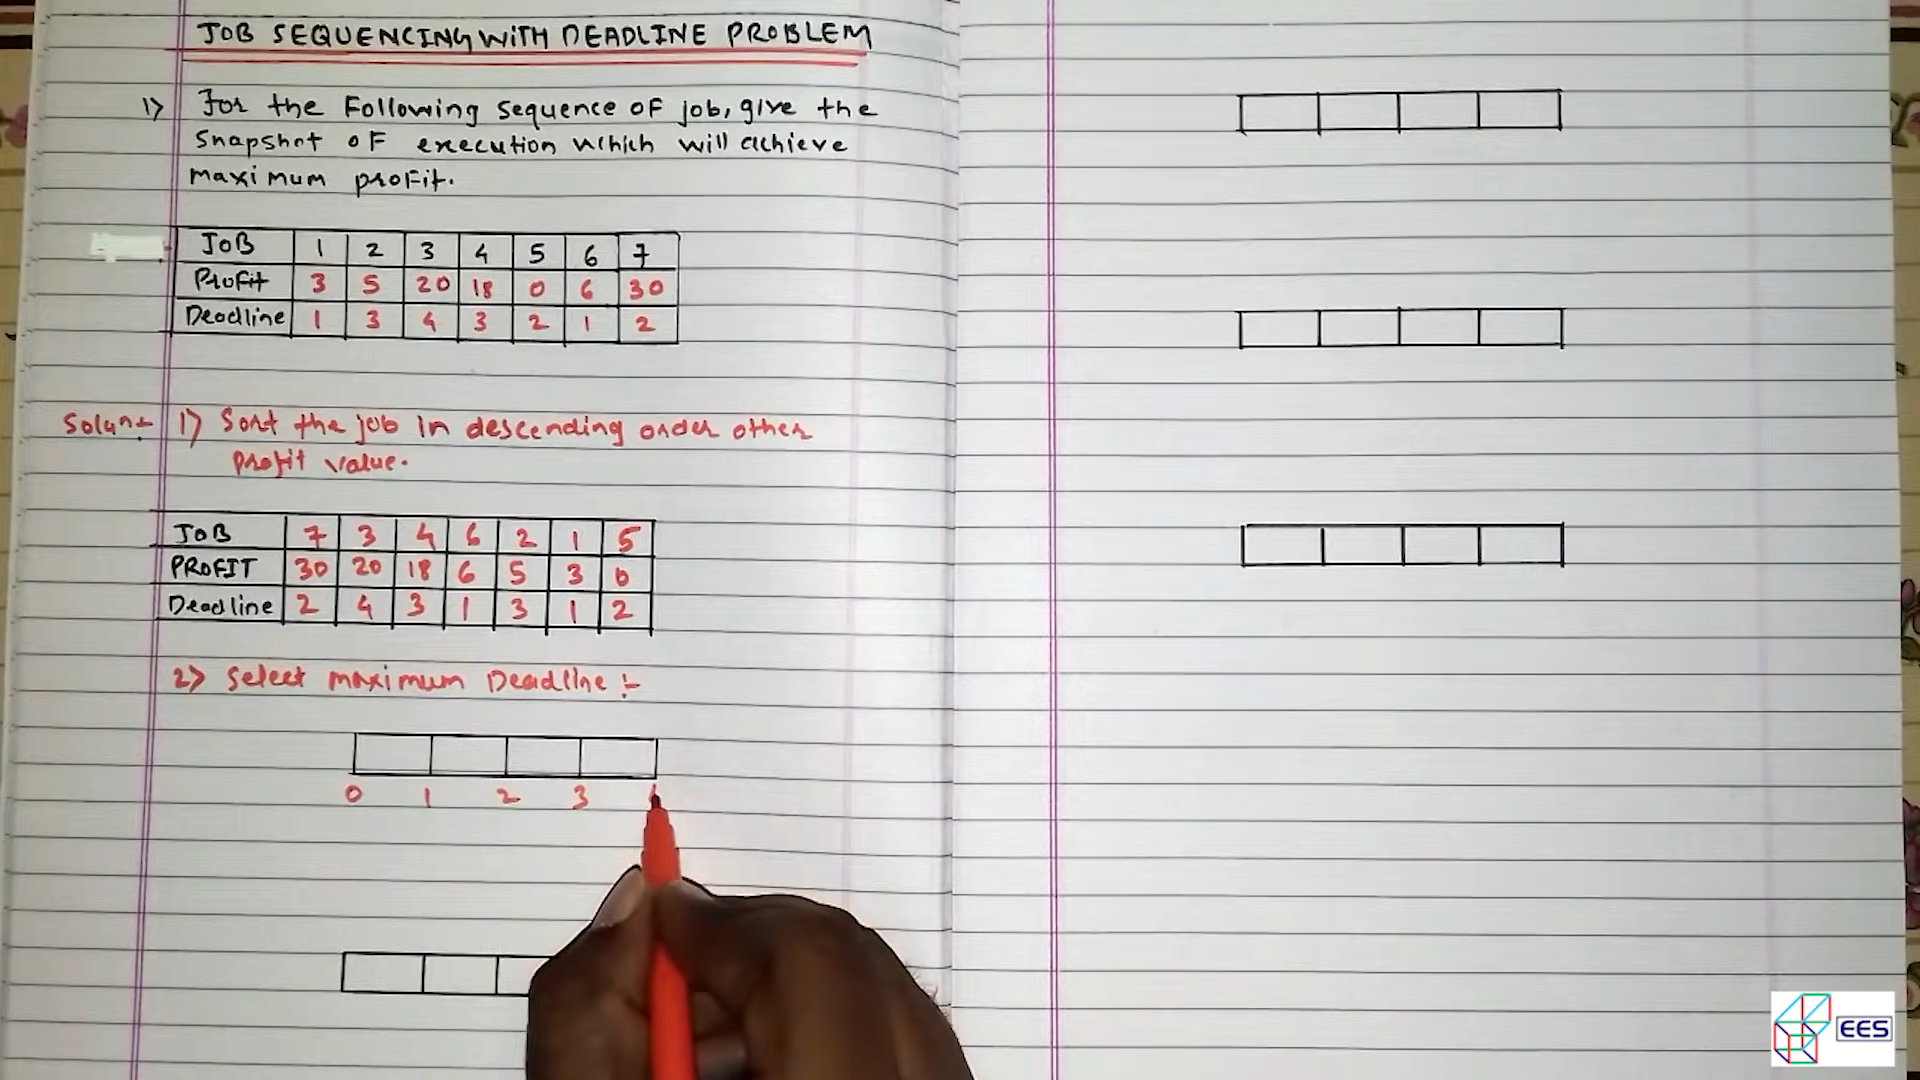 JOB SEQUENCING WITH DEADLINE PROBLEM
1) For the Following sequence of job, give the
snapshot of execution which will achieve
maximum profit.
JOB 1 2 3 4 5 6 7
Profit 3 5 20 18 0 6 30
Deadline 1 3 4 3 2 1 2
Solun:- 1) Sort the job in descending order other
profit value.
JOB 7 3 4 6 2 1 5
PROFIT 30 20 18 6 5 3 0
Deadline 2 4 3 1 3 1 2
2) Select maximum Deadline :-
0 1 2 3
EES